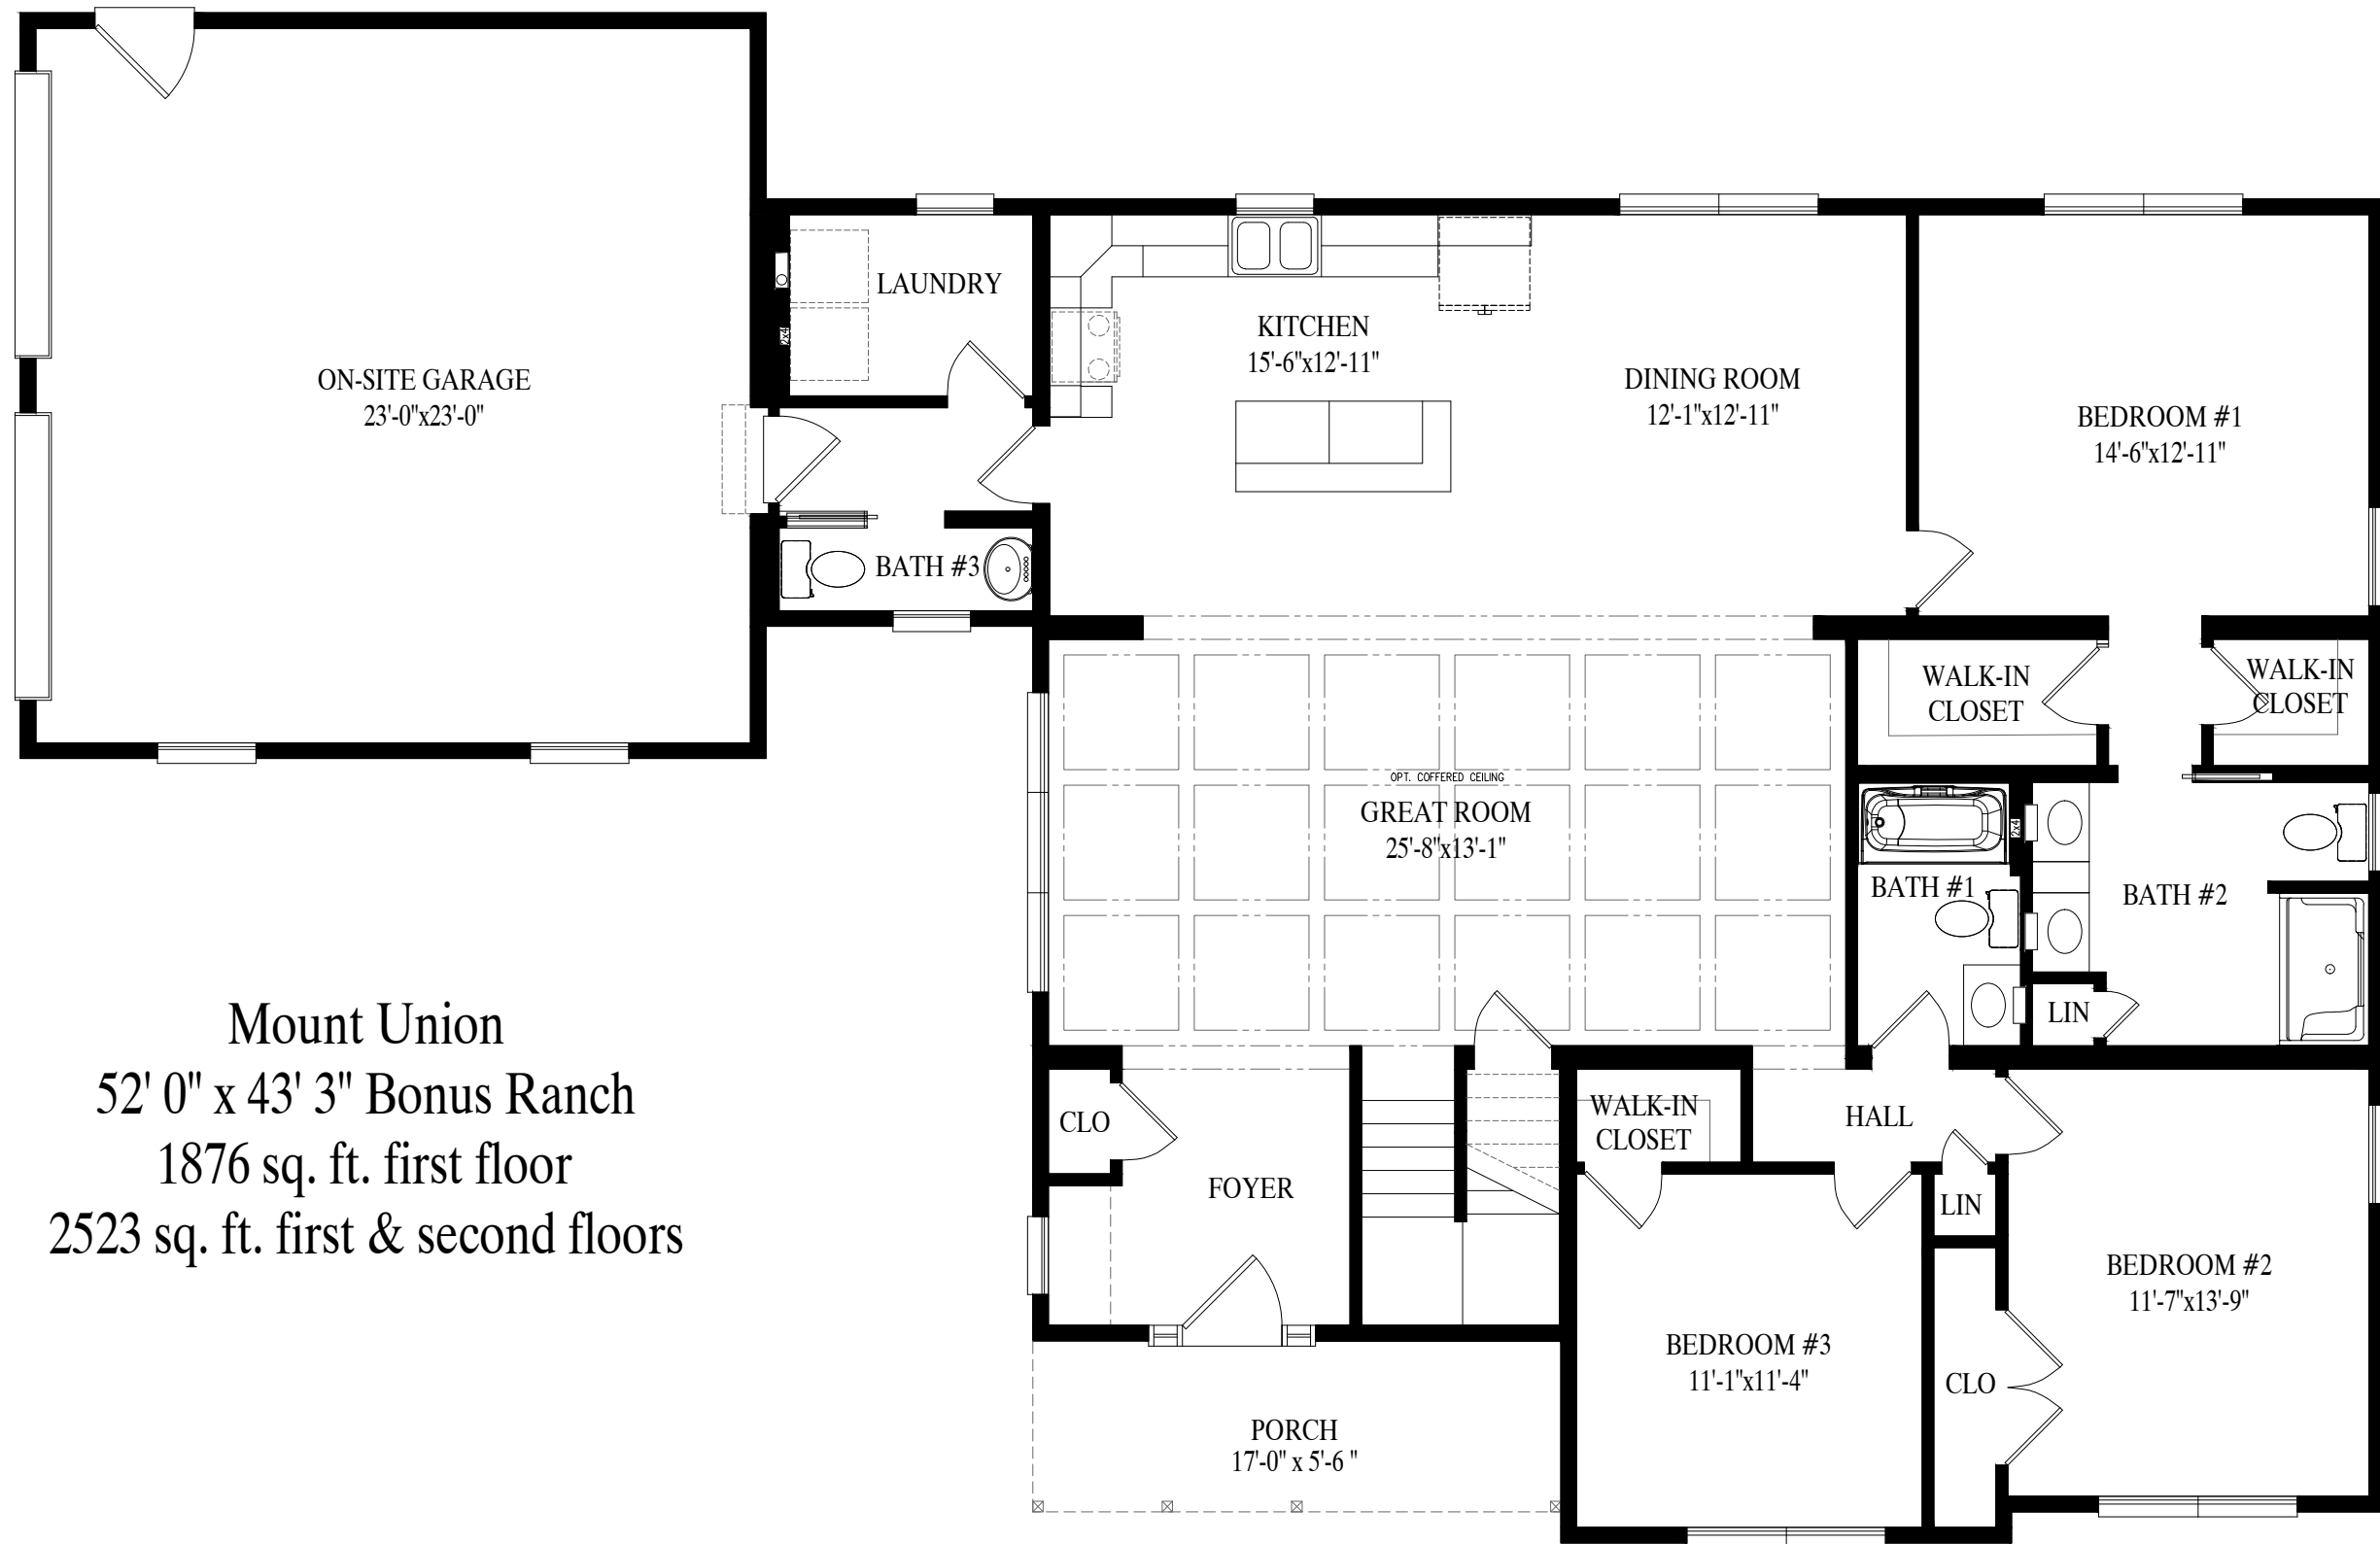 LAUNDRY
KITCHEN
15'-6"x12'-11"
ON-SITE GARAGE
23'-0"x23'-0"
2x4
DINING ROOM
12'-1"x12'-11"
BEDROOM #1
14'-6"x12'-11"
BATH #3
WALK-IN
CLOSET
WALK-IN
CLOSET
OPT. COFFERED CEILING
GREAT ROOM
25'-8"x13'-1"
2x4
BATH #1
BATH #2
LIN
Mount Union
52' 0" x 43' 3" Bonus Ranch
1876 sq. ft. first floor
2523 sq. ft. first & second floors
CLO
WALK-IN
CLOSET
HALL
FOYER
LIN
BEDROOM #2
11'-7"x13'-9"
BEDROOM #3
11'-1"x11'-4"
CLO
PORCH
17'-0" x 5'-6 "